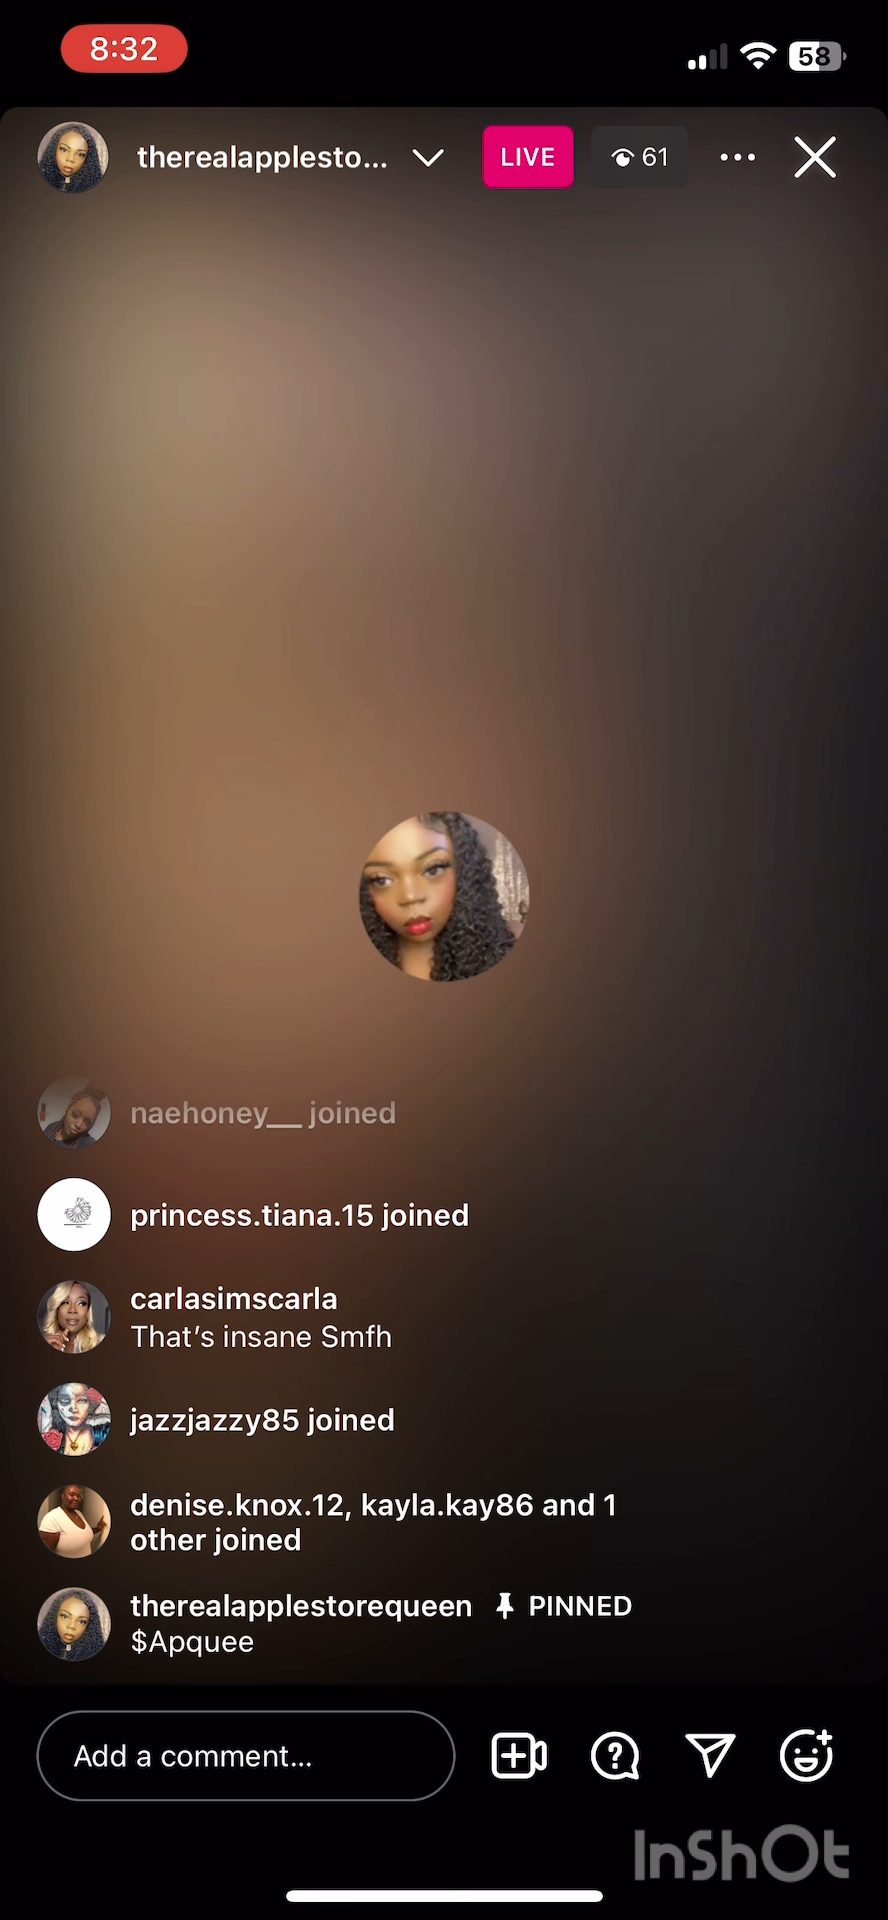 8:32
58
therealapplesto...
LIVE
61
naehoney__ joined
princess.tiana.15 joined
carlasimscarla
That's insane Smfh
jazzjazzy85 joined
denise.knox.12, kayla.kay86 and 1
other joined
therealapplestorequeen PINNED
$Apquee
Add a comment...
InShOt